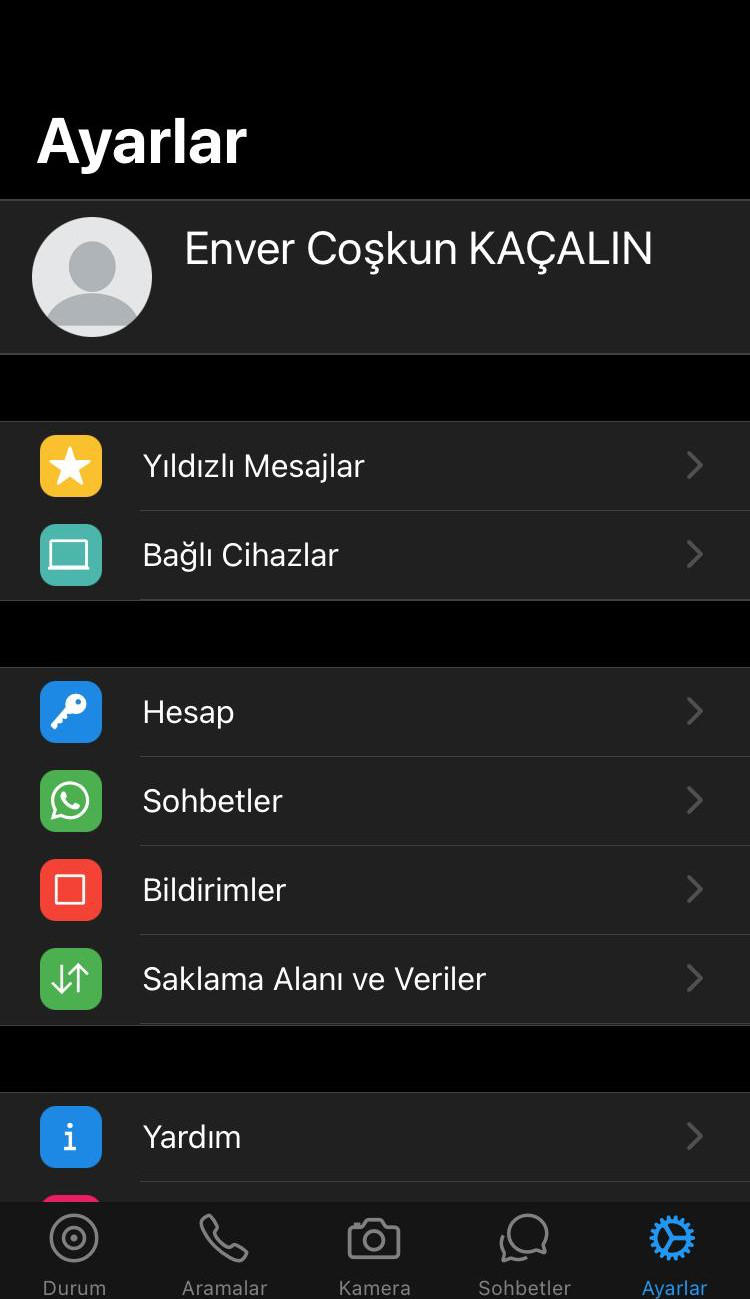 Ayarlar
Enver Coşkun KAÇALIN
Yıldızlı Mesajlar
Bağlı Cihazlar
Hesap
Sohbetler
Bildirimler
Saklama Alanı ve Veriler
Yardım
Durum
Aramalar
Kamera
Sohbetler
Ayarlar